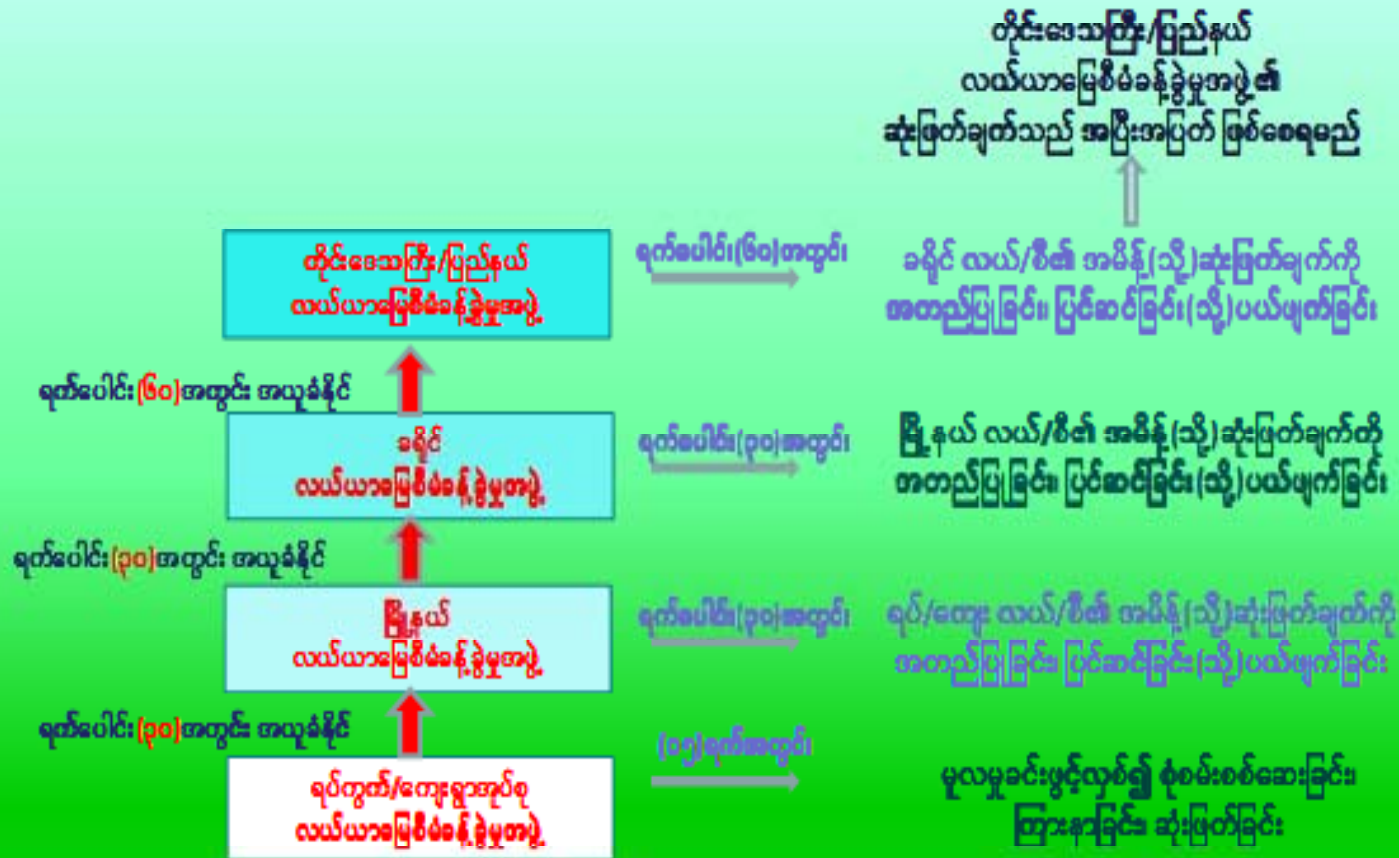 တိုင်းဒေသကြီး/ပြည်နယ်
လယ်ယာမြေစီမံခန့်ခွဲမှုအဖွဲ့၏
ဆုံးဖြတ်ချက်သည် အပြီးအပြတ် ဖြစ်စေရမည်
တိုင်းဒေသကြီး/ပြည်နယ်
လယ်ယာမြေစီမံခန့်ခွဲမှုအဖွဲ့
ရက်ပေါင်း(၆၀)အတွင်း
ခရိုင် လယ်/စီ၏ အမိန့်(သို့)ဆုံးဖြတ်ချက်ကို
အတည်ပြုခြင်း၊ ပြင်ဆင်ခြင်း(သို့)ပယ်ဖျက်ခြင်း
ရက်ပေါင်း(၆၀)အတွင်း အယူခံနိုင်
ခရိုင်
လယ်ယာမြေစီမံခန့်ခွဲမှုအဖွဲ့
ရက်ပေါင်း(၃၀)အတွင်း
မြို့နယ် လယ်/စီ၏ အမိန့်(သို့)ဆုံးဖြတ်ချက်ကို
အတည်ပြုခြင်း၊ ပြင်ဆင်ခြင်း(သို့)ပယ်ဖျက်ခြင်း
ရက်ပေါင်း(၃၀)အတွင်း အယူခံနိုင်
မြို့နယ်
လယ်ယာမြေစီမံခန့်ခွဲမှုအဖွဲ့
ရက်ပေါင်း(၃၀)အတွင်း
ရပ်/ကျေး လယ်/စီ၏ အမိန့်(သို့)ဆုံးဖြတ်ချက်ကို
အတည်ပြုခြင်း၊ ပြင်ဆင်ခြင်း(သို့)ပယ်ဖျက်ခြင်း
ရက်ပေါင်း(၃၀)အတွင်း အယူခံနိုင်
ရပ်ကွက်/ကျေးရွာအုပ်စု
လယ်ယာမြေစီမံခန့်ခွဲမှုအဖွဲ့
(၁၅)ရက်အတွင်း
မူလမှုခင်းဖွင့်လှစ်၍ စုံစမ်းစစ်ဆေးခြင်း၊
ကြားနာခြင်း၊ ဆုံးဖြတ်ခြင်း